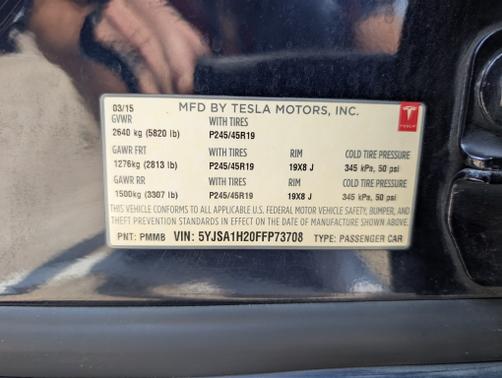 03/15 MFD BY TESLA MOTORS, INC.
GVWR WITH TIRES
2640 kg (5820 lb) P245/45R19
GAWR FRT WITH TIRES RIM COLD TIRE PRESSURE
1276kg (2813 lb) P245/45R19 19X8 J 345 kPa, 50 psi
GAWR RR WITH TIRES RIM COLD TIRE PRESSURE
1500kg (3307 lb) P245/45R19 19X8 J 345 kPa, 50 psi
THIS VEHICLE CONFORMS TO ALL APPLICABLE U.S. FEDERAL MOTOR VEHICLE SAFETY, BUMPER, AND
THEFT PREVENTION STANDARDS IN EFFECT ON THE DATE OF MANUFACTURE SHOWN ABOVE.
PNT: PMMB VIN: 5YJSA1H20FFP73708 TYPE: PASSENGER CAR
TESLA